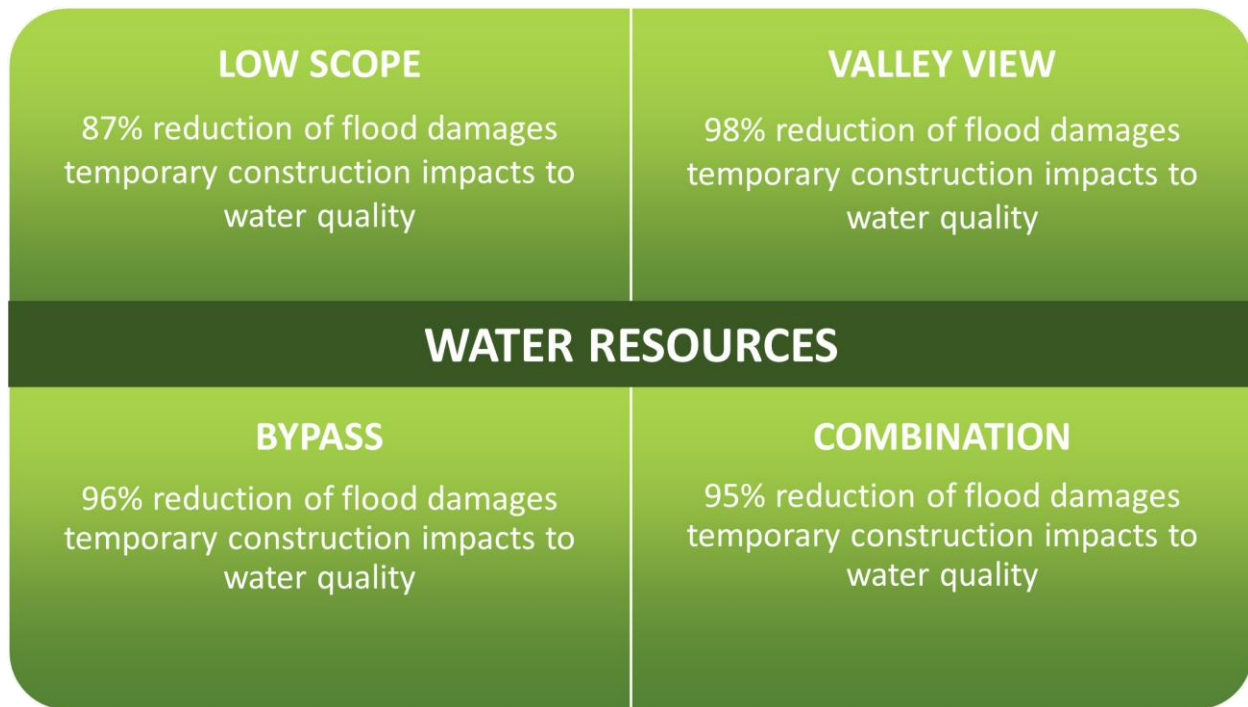 LOW SCOPE
87% reduction of flood damages
temporary construction impacts to
water quality
VALLEY VIEW
98% reduction of flood damages
temporary construction impacts to
water quality
WATER RESOURCES
BYPASS
96% reduction of flood damages
temporary construction impacts to
water quality
COMBINATION
95% reduction of flood damages
temporary construction impacts to
water quality